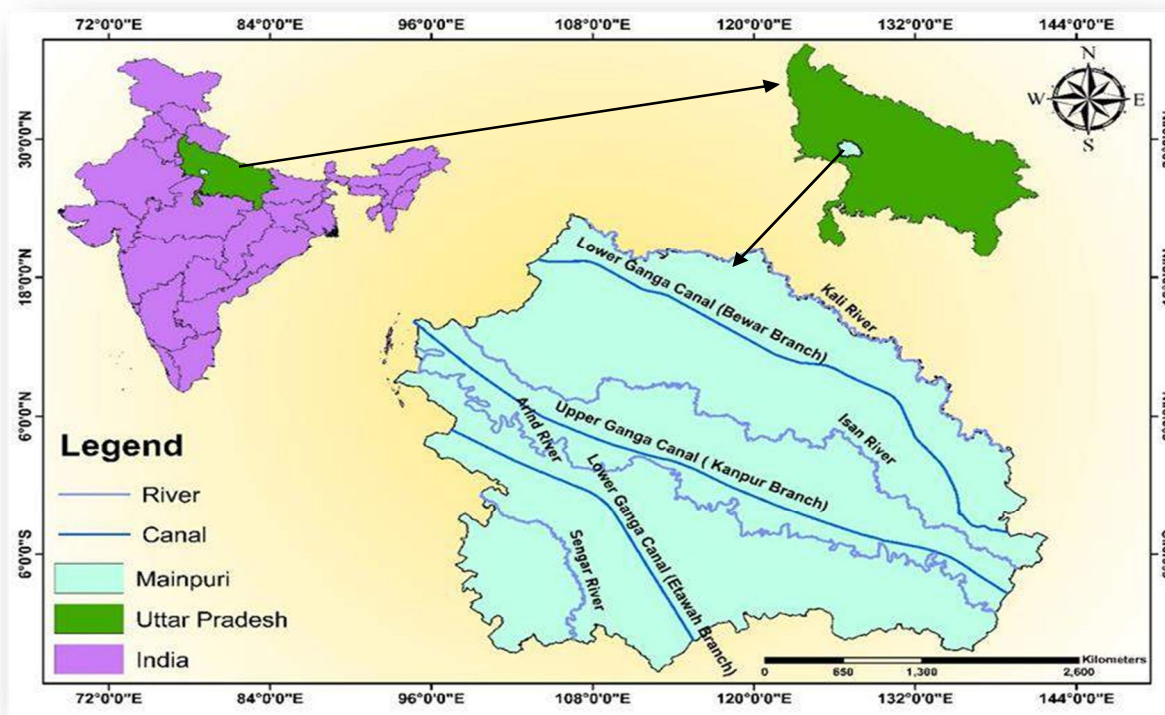 72°0'0"E 84°0'0"E 96°0'0"E 108°0'0"E 120°0'0"E 132°0'0"E 144°0'0"E
N
W E
S
30°0'0"N
18°0'0"N
6°0'0"N
6°0'0"S
Lower Ganga Canal (Bewar Branch)
Kali River
Arind River
Upper Ganga Canal ( Kanpur Branch)
Isan River
Lower Ganga Canal (Etawah Branch)
Sengar River
Legend
River
Canal
Mainpuri
Uttar Pradesh
India
Kilometers
0 650 1,300 2,600
72°0'0"E 84°0'0"E 96°0'0"E 108°0'0"E 120°0'0"E 132°0'0"E 144°0'0"E